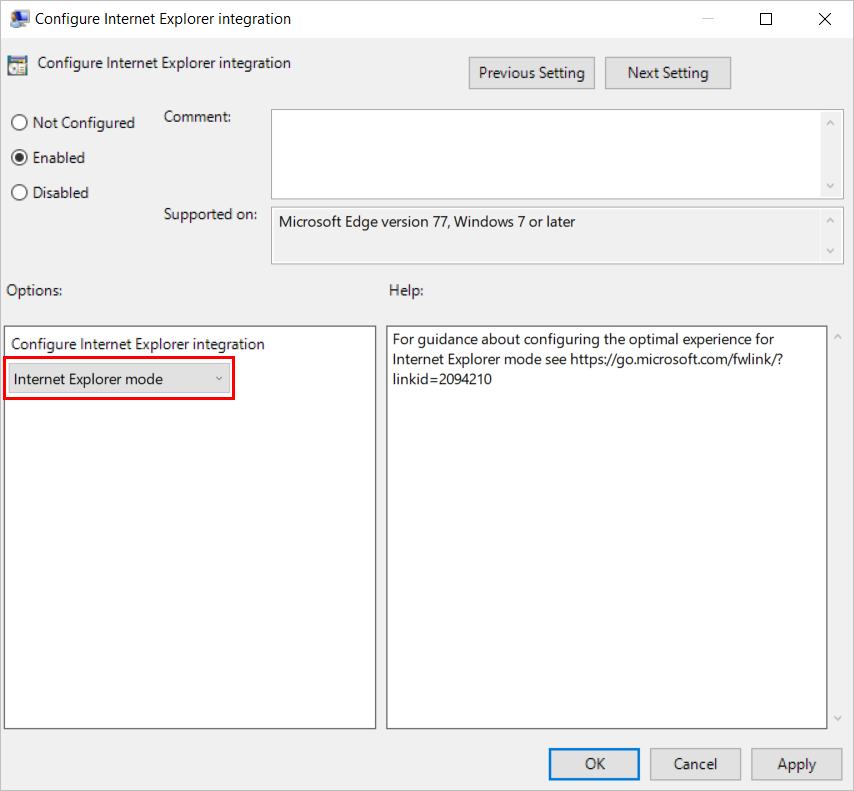 Configure Internet Explorer integration
Configure Internet Explorer integration
Previous Setting
Next Setting
Not Configured
Enabled
Disabled
Comment:
Supported on:
Microsoft Edge version 77, Windows 7 or later
Options:
Help:
Configure Internet Explorer integration
Internet Explorer mode
For guidance about configuring the optimal experience for
Internet Explorer mode see https://go.microsoft.com/fwlink/?
linkid=2094210
OK
Cancel
Apply